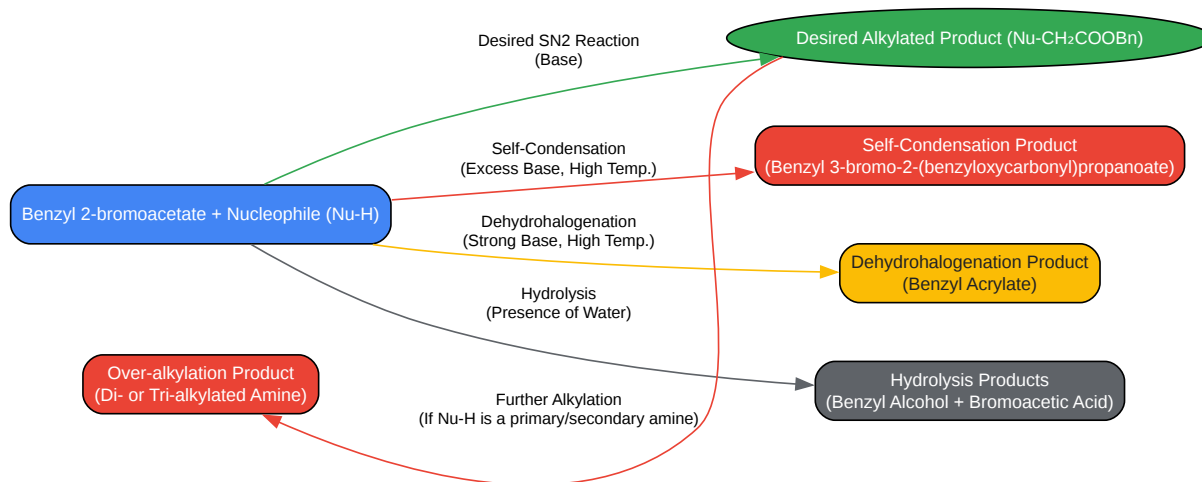 Desired SN2 Reaction
(Base)
Desired Alkylated Product (Nu-CH₂COOBn)
Self-Condensation
(Excess Base, High Temp.)
Self-Condensation Product
(Benzyl 3-bromo-2-(benzyloxycarbonyl)propanoate)
Benzyl 2-bromoacetate + Nucleophile (Nu-H)
Dehydrohalogenation
(Strong Base, High Temp.)
Dehydrohalogenation Product
(Benzyl Acrylate)
Hydrolysis
(Presence of Water)
Hydrolysis Products
(Benzyl Alcohol + Bromoacetic Acid)
Over-alkylation Product
(Di- or Tri-alkylated Amine)
Further Alkylation
(If Nu-H is a primary/secondary amine)